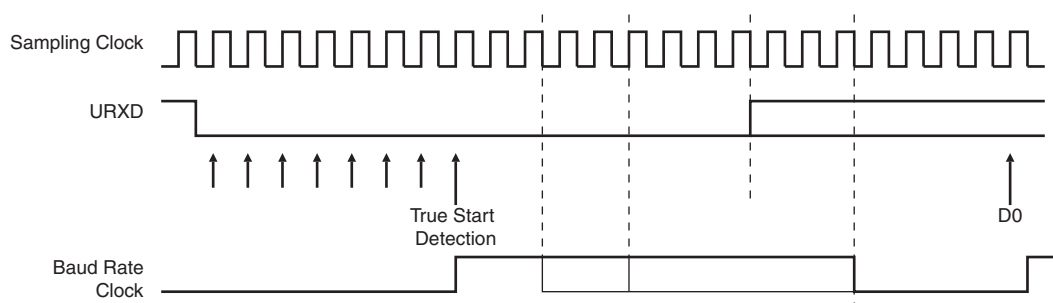 Sampling Clock
URXD
True Start
Detection
D0
Baud Rate
Clock